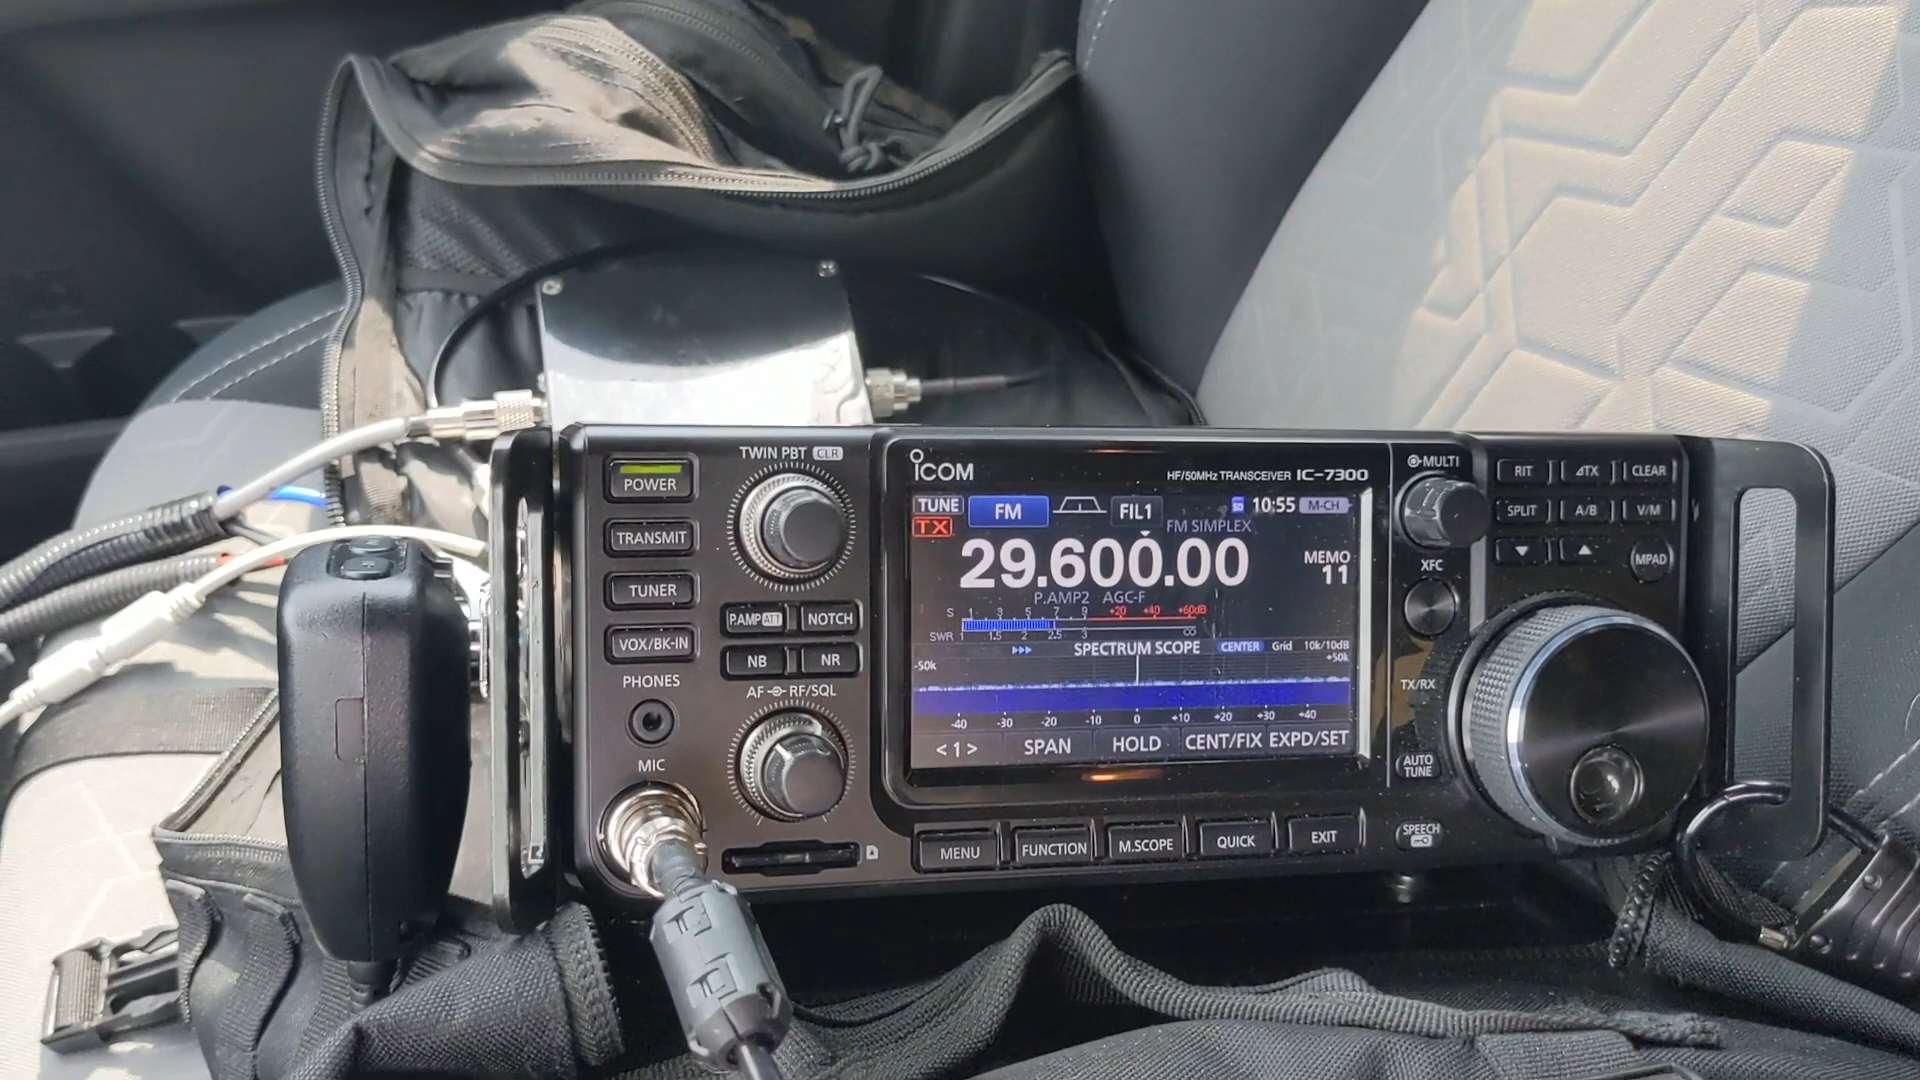 TWIN PBT CLR
POWER
TRANSMIT
TUNER
VOX/BK-IN
P.AMP ATT NOTCH
NB NR
PHONES
AF RF/SQL
MIC
ICOM
HF/50MHz TRANSCEIVER IC-7300
TUNE FM FIL1 10:55 M-CH
TX FM SIMPLEX
29.600.00
MEMO
11
P.AMP2 AGC-F
S 1 3 5 7 9 +20 +40 +60dB
SWR 1 1.5 2 2.5 3 ∞
SPECTRUM SCOPE CENTER Grid 10k/10dB
-50k +50k
-40 -30 -20 -10 0 +10 +20 +30 +40
< 1 > SPAN HOLD CENT/FIX EXPD/SET
MENU FUNCTION M.SCOPE QUICK EXIT
MULTI
XFC
TX/RX
AUTO
TUNE
SPEECH
RIT ⊿TX CLEAR
SPLIT A/B V/M
▼ ▲ MPAD